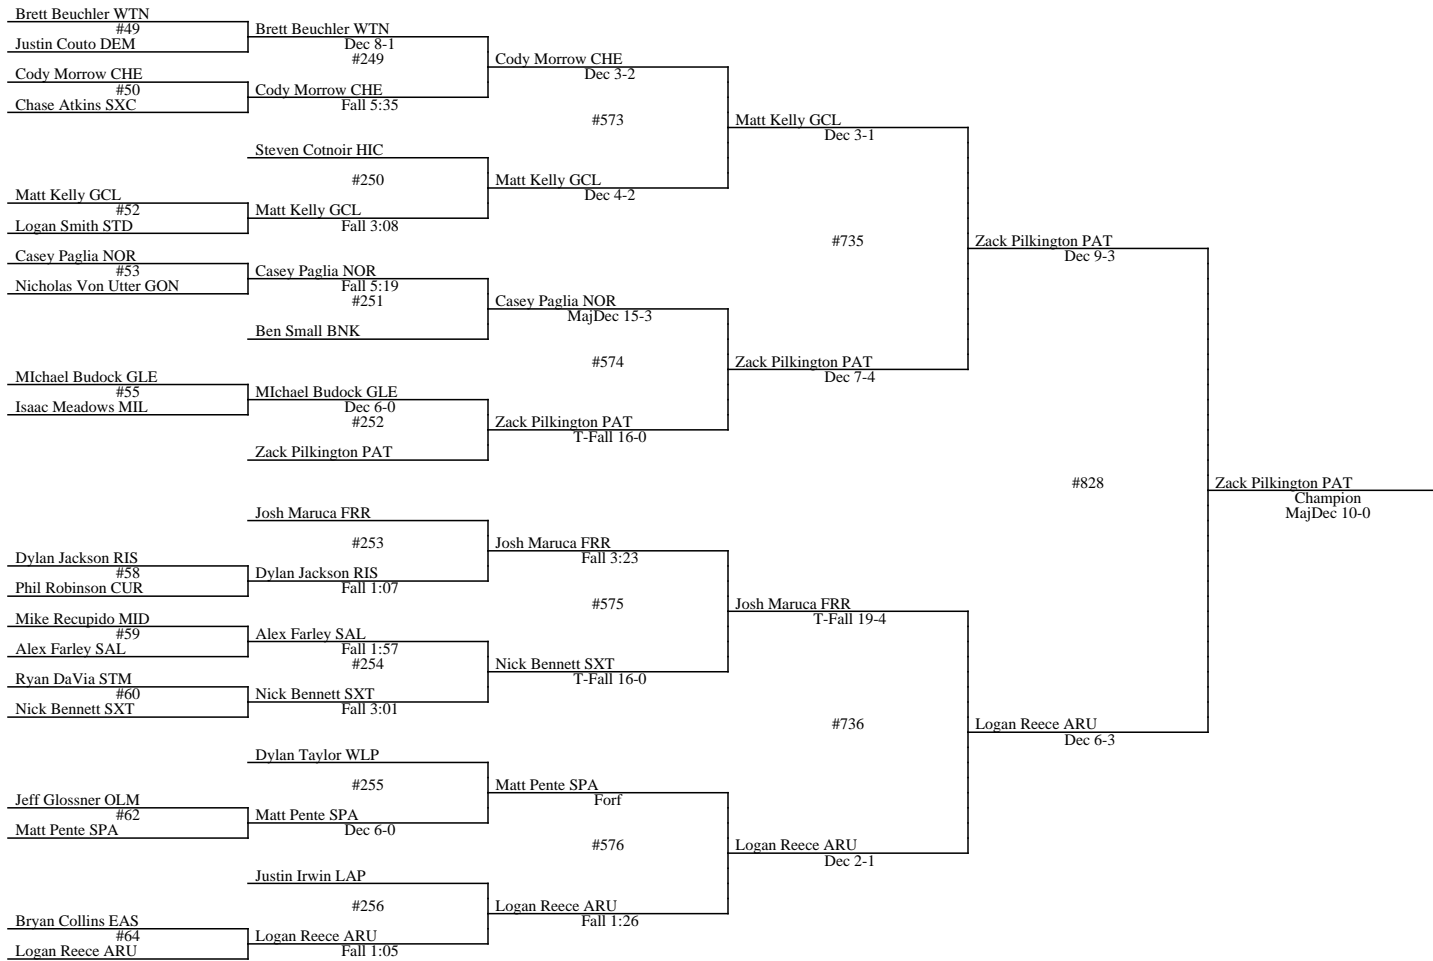 Brett Beuchler WTN
#49
Justin Couto DEM
Brett Beuchler WTN
Dec 8-1
#249
Cody Morrow CHE
#50
Chase Atkins SXC
Cody Morrow CHE
Fall 5:35
Cody Morrow CHE
Dec 3-2
#573
Steven Cotnoir HIC
#250
Matt Kelly GCL
#52
Logan Smith STD
Matt Kelly GCL
Fall 3:08
Matt Kelly GCL
Dec 4-2
Matt Kelly GCL
Dec 3-1
#735
Casey Paglia NOR
#53
Nicholas Von Utter GON
Casey Paglia NOR
Fall 5:19
#251
Ben Small BNK
Casey Paglia NOR
MajDec 15-3
#574
MIchael Budock GLE
#55
Isaac Meadows MIL
MIchael Budock GLE
Dec 6-0
#252
Zack Pilkington PAT
Zack Pilkington PAT
T-Fall 16-0
Zack Pilkington PAT
Dec 7-4
Zack Pilkington PAT
Dec 9-3
#828
Zack Pilkington PAT
Champion
MajDec 10-0
Josh Maruca FRR
#253
Dylan Jackson RIS
#58
Phil Robinson CUR
Dylan Jackson RIS
Fall 1:07
Josh Maruca FRR
Fall 3:23
#575
Mike Recupido MID
#59
Alex Farley SAL
Alex Farley SAL
Fall 1:57
#254
Ryan DaVia STM
#60
Nick Bennett SXT
Nick Bennett SXT
Fall 3:01
Nick Bennett SXT
T-Fall 16-0
Josh Maruca FRR
T-Fall 19-4
#736
Dylan Taylor WLP
#255
Jeff Glossner OLM
#62
Matt Pente SPA
Matt Pente SPA
Dec 6-0
Matt Pente SPA
Forf
#576
Justin Irwin LAP
#256
Bryan Collins EAS
#64
Logan Reece ARU
Logan Reece ARU
Fall 1:05
Logan Reece ARU
Fall 1:26
Logan Reece ARU
Dec 2-1
Logan Reece ARU
Dec 6-3